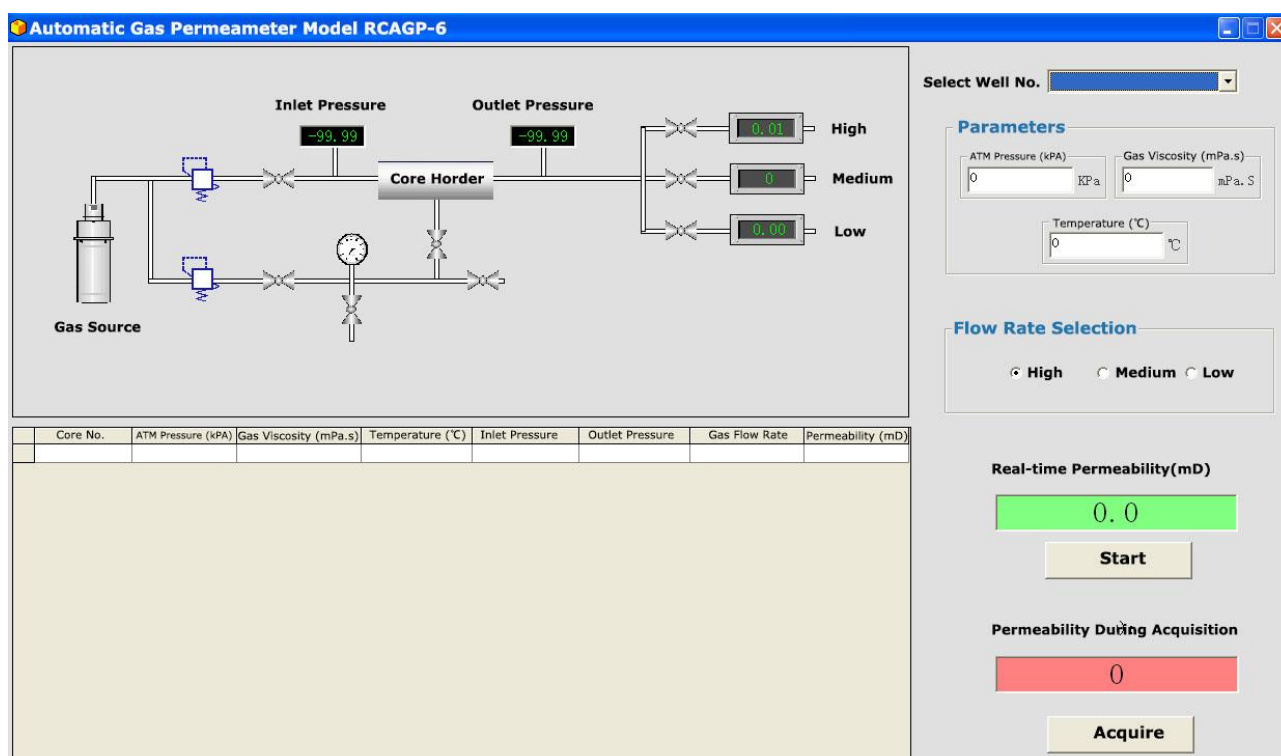 Automatic Gas Permeameter Model RCAGP-6
Select Well No.
Inlet Pressure
Outlet Pressure
-99.99
-99.99
0.01
High
Core Horder
0
Medium
0.00
Low
Gas Source
Parameters
ATM Pressure (kPA)
Gas Viscosity (mPa.s)
0
KPa
0
mPa.S
Temperature (℃)
0
℃
Flow Rate Selection
High
Medium
Low
Core No.
ATM Pressure (kPA)
Gas Viscosity (mPa.s)
Temperature (℃)
Inlet Pressure
Outlet Pressure
Gas Flow Rate
Permeability (mD)
Real-time Permeability(mD)
0.0
Start
Permeability During Acquisition
0
Acquire